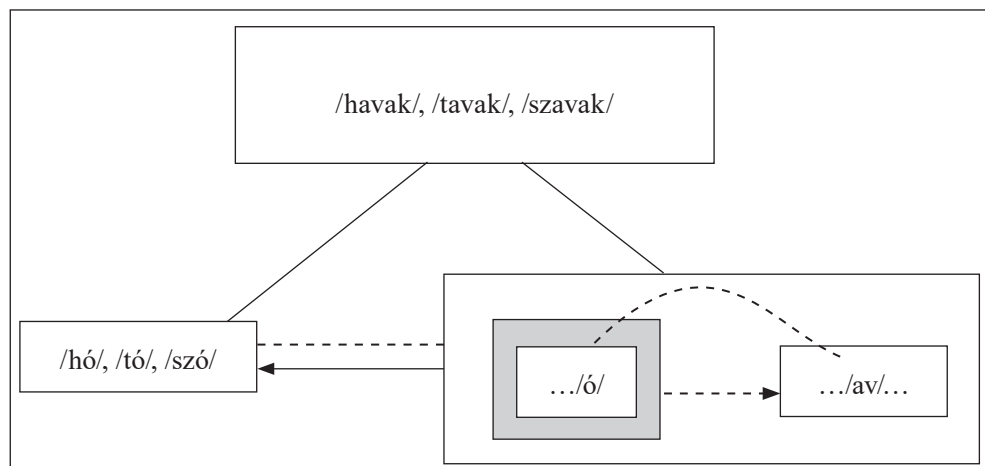 /havak/, /tavak/, /szavak/
/hó/, /tó/, /szó/
…/ó/
…/av/…